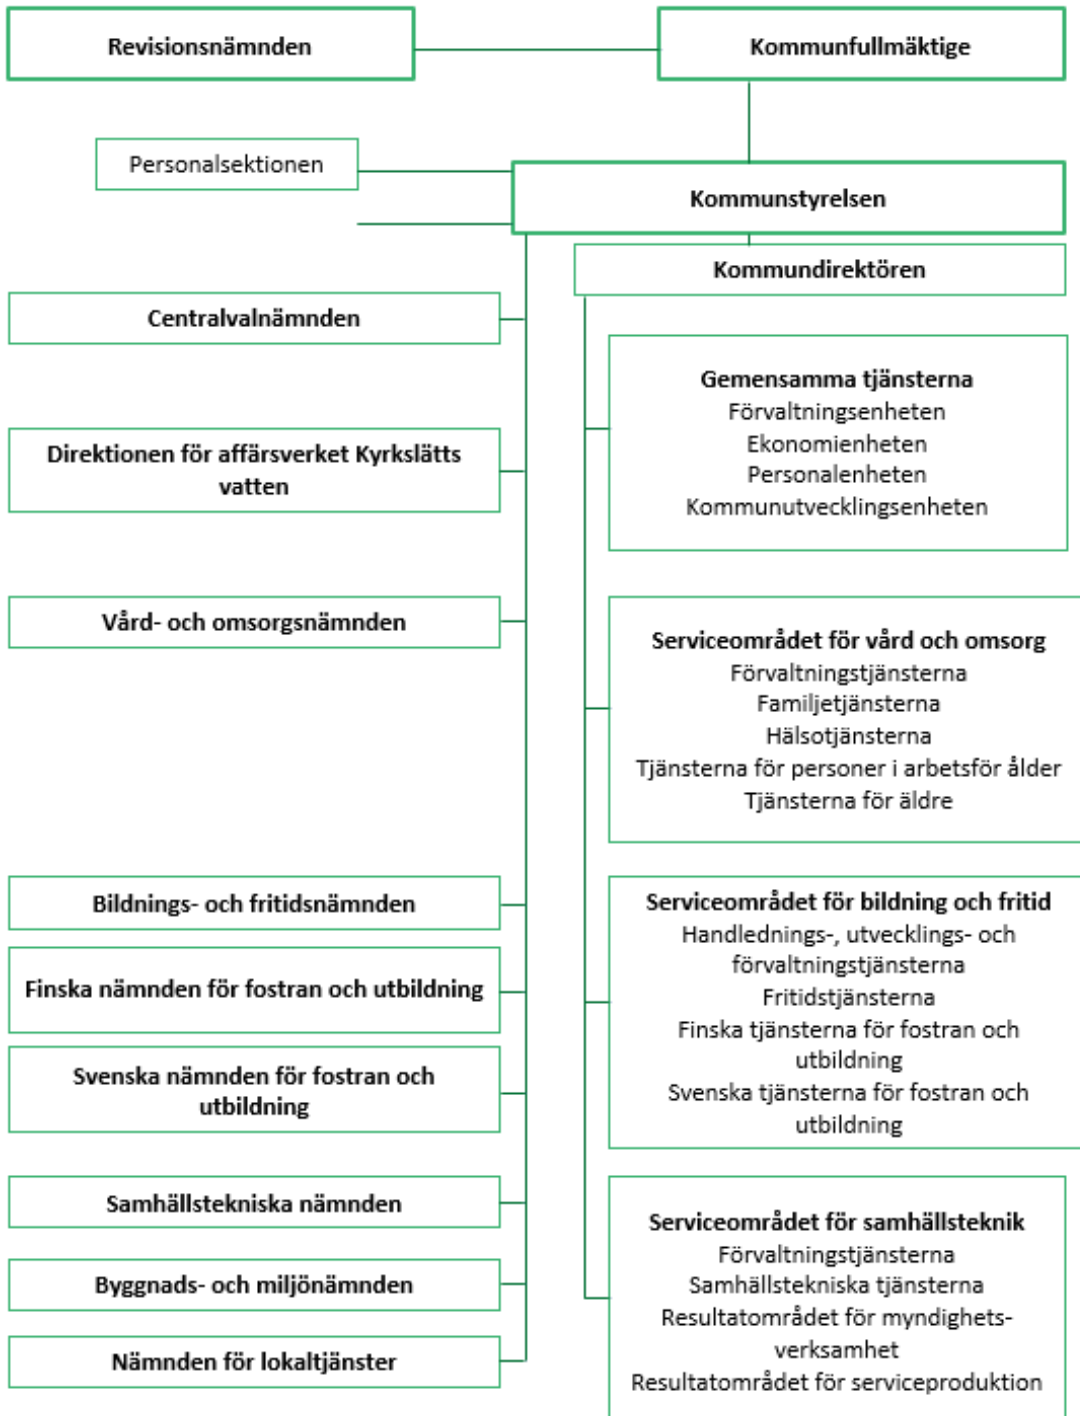 Revisionsnämnden
Kommunfullmäktige
Personalsektionen
Kommunstyrelsen
Kommundirektören
Centralvalnämnden
Direktionen för affärsverket Kyrkslätts
vatten
Vård- och omsorgsnämnden
Bildnings- och fritidsnämnden
Finska nämnden för fostran och utbildning
Svenska nämnden för fostran och
utbildning
Samhällstekniska nämnden
Byggnads- och miljönämnden
Nämnden för lokaltjänster
Gemensamma tjänsterna
Förvaltningsenheten
Ekonomienheten
Personalenheten
Kommunutvecklingsenheten
Serviceområdet för vård och omsorg
Förvaltningstjänsterna
Familjetjänsterna
Hälsotjänsterna
Tjänsterna för personer i arbetsför ålder
Tjänsterna för äldre
Serviceområdet för bildning och fritid
Handlednings-, utvecklings- och
förvaltningstjänsterna
Fritidstjänsterna
Finska tjänsterna för fostran och
utbildning
Svenska tjänsterna för fostran och
utbildning
Serviceområdet för samhällsteknik
Förvaltningstjänsterna
Samhällstekniska tjänsterna
Resultatområdet för myndighets-
verksamhet
Resultatområdet för serviceproduktion